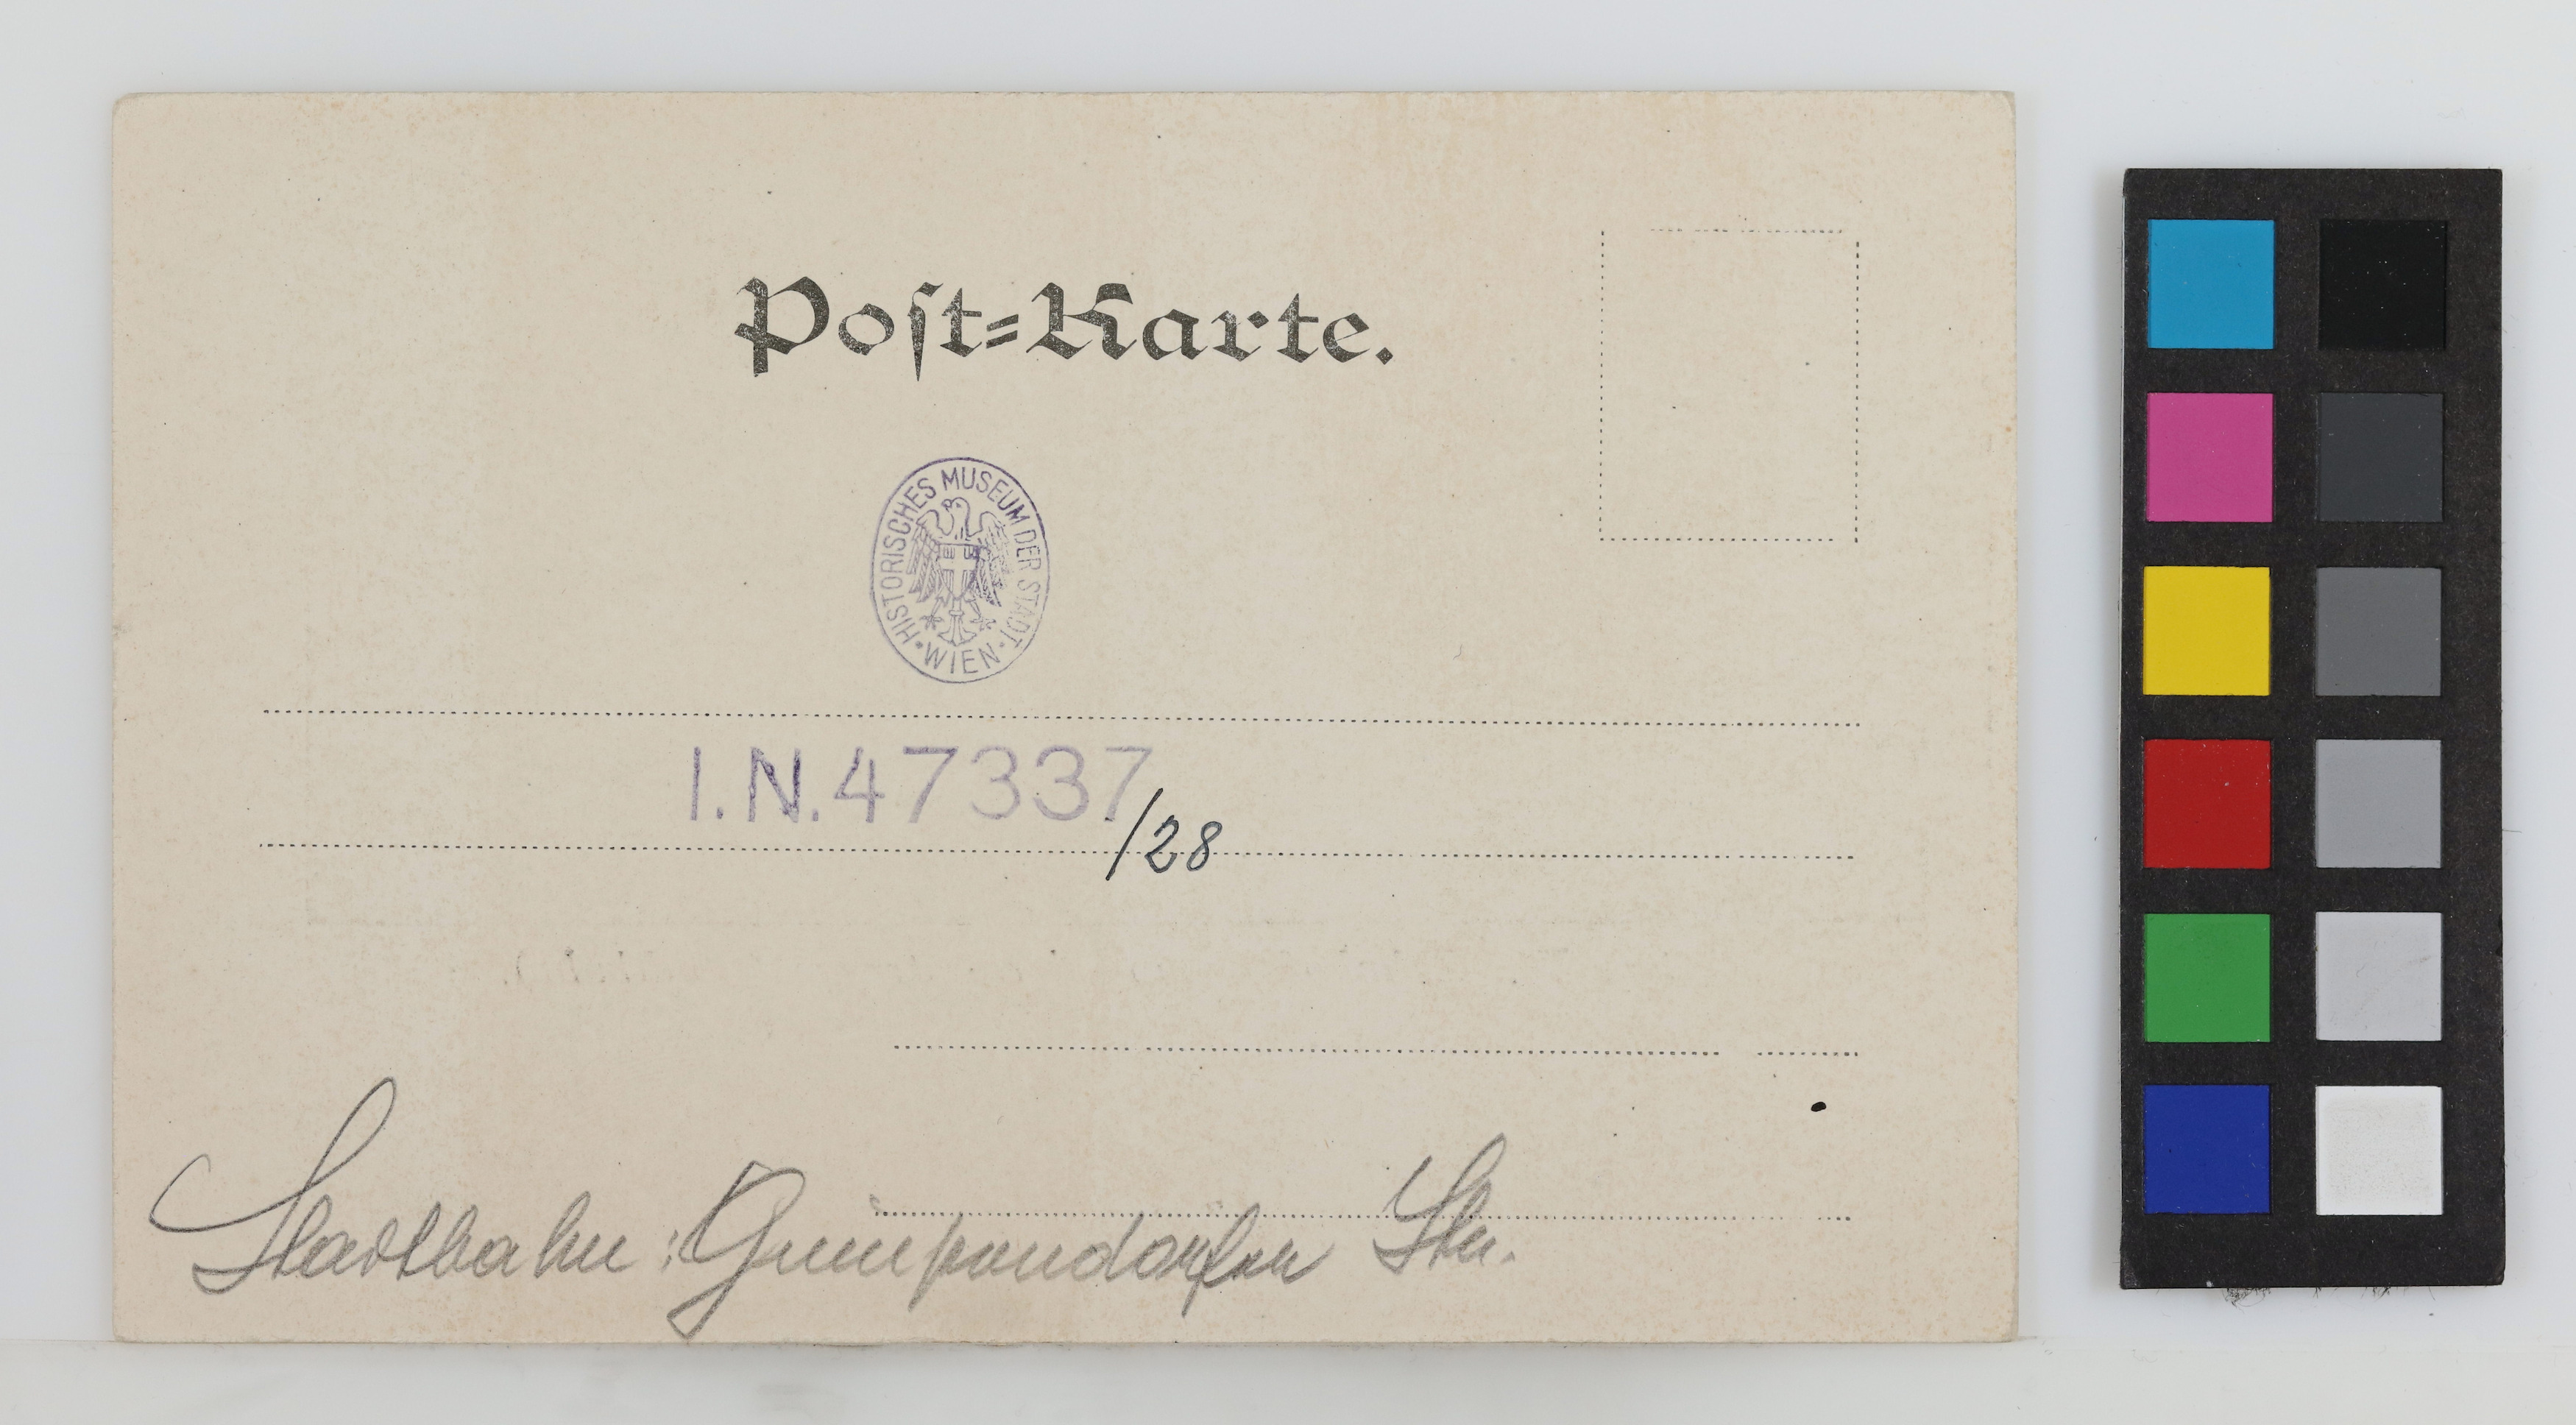 Post=Karte.
HISTORISCHES MUSEUM DER STADT
• WIEN •
I.N.47337
/28
Stadtbahn: Gumpendorfer Str.